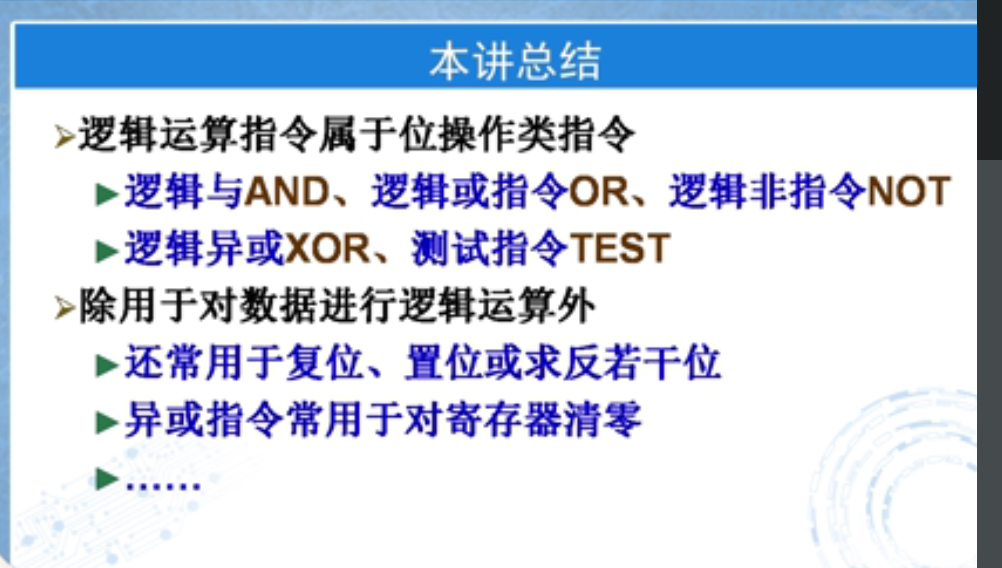 本讲总结
逻辑运算指令属于位操作类指令
逻辑与AND、逻辑或指令OR、逻辑非指令NOT
逻辑异或XOR、测试指令TEST
除用于对数据进行逻辑运算外
还常用于复位、置位或求反若干位
异或指令常用于对寄存器清零
……